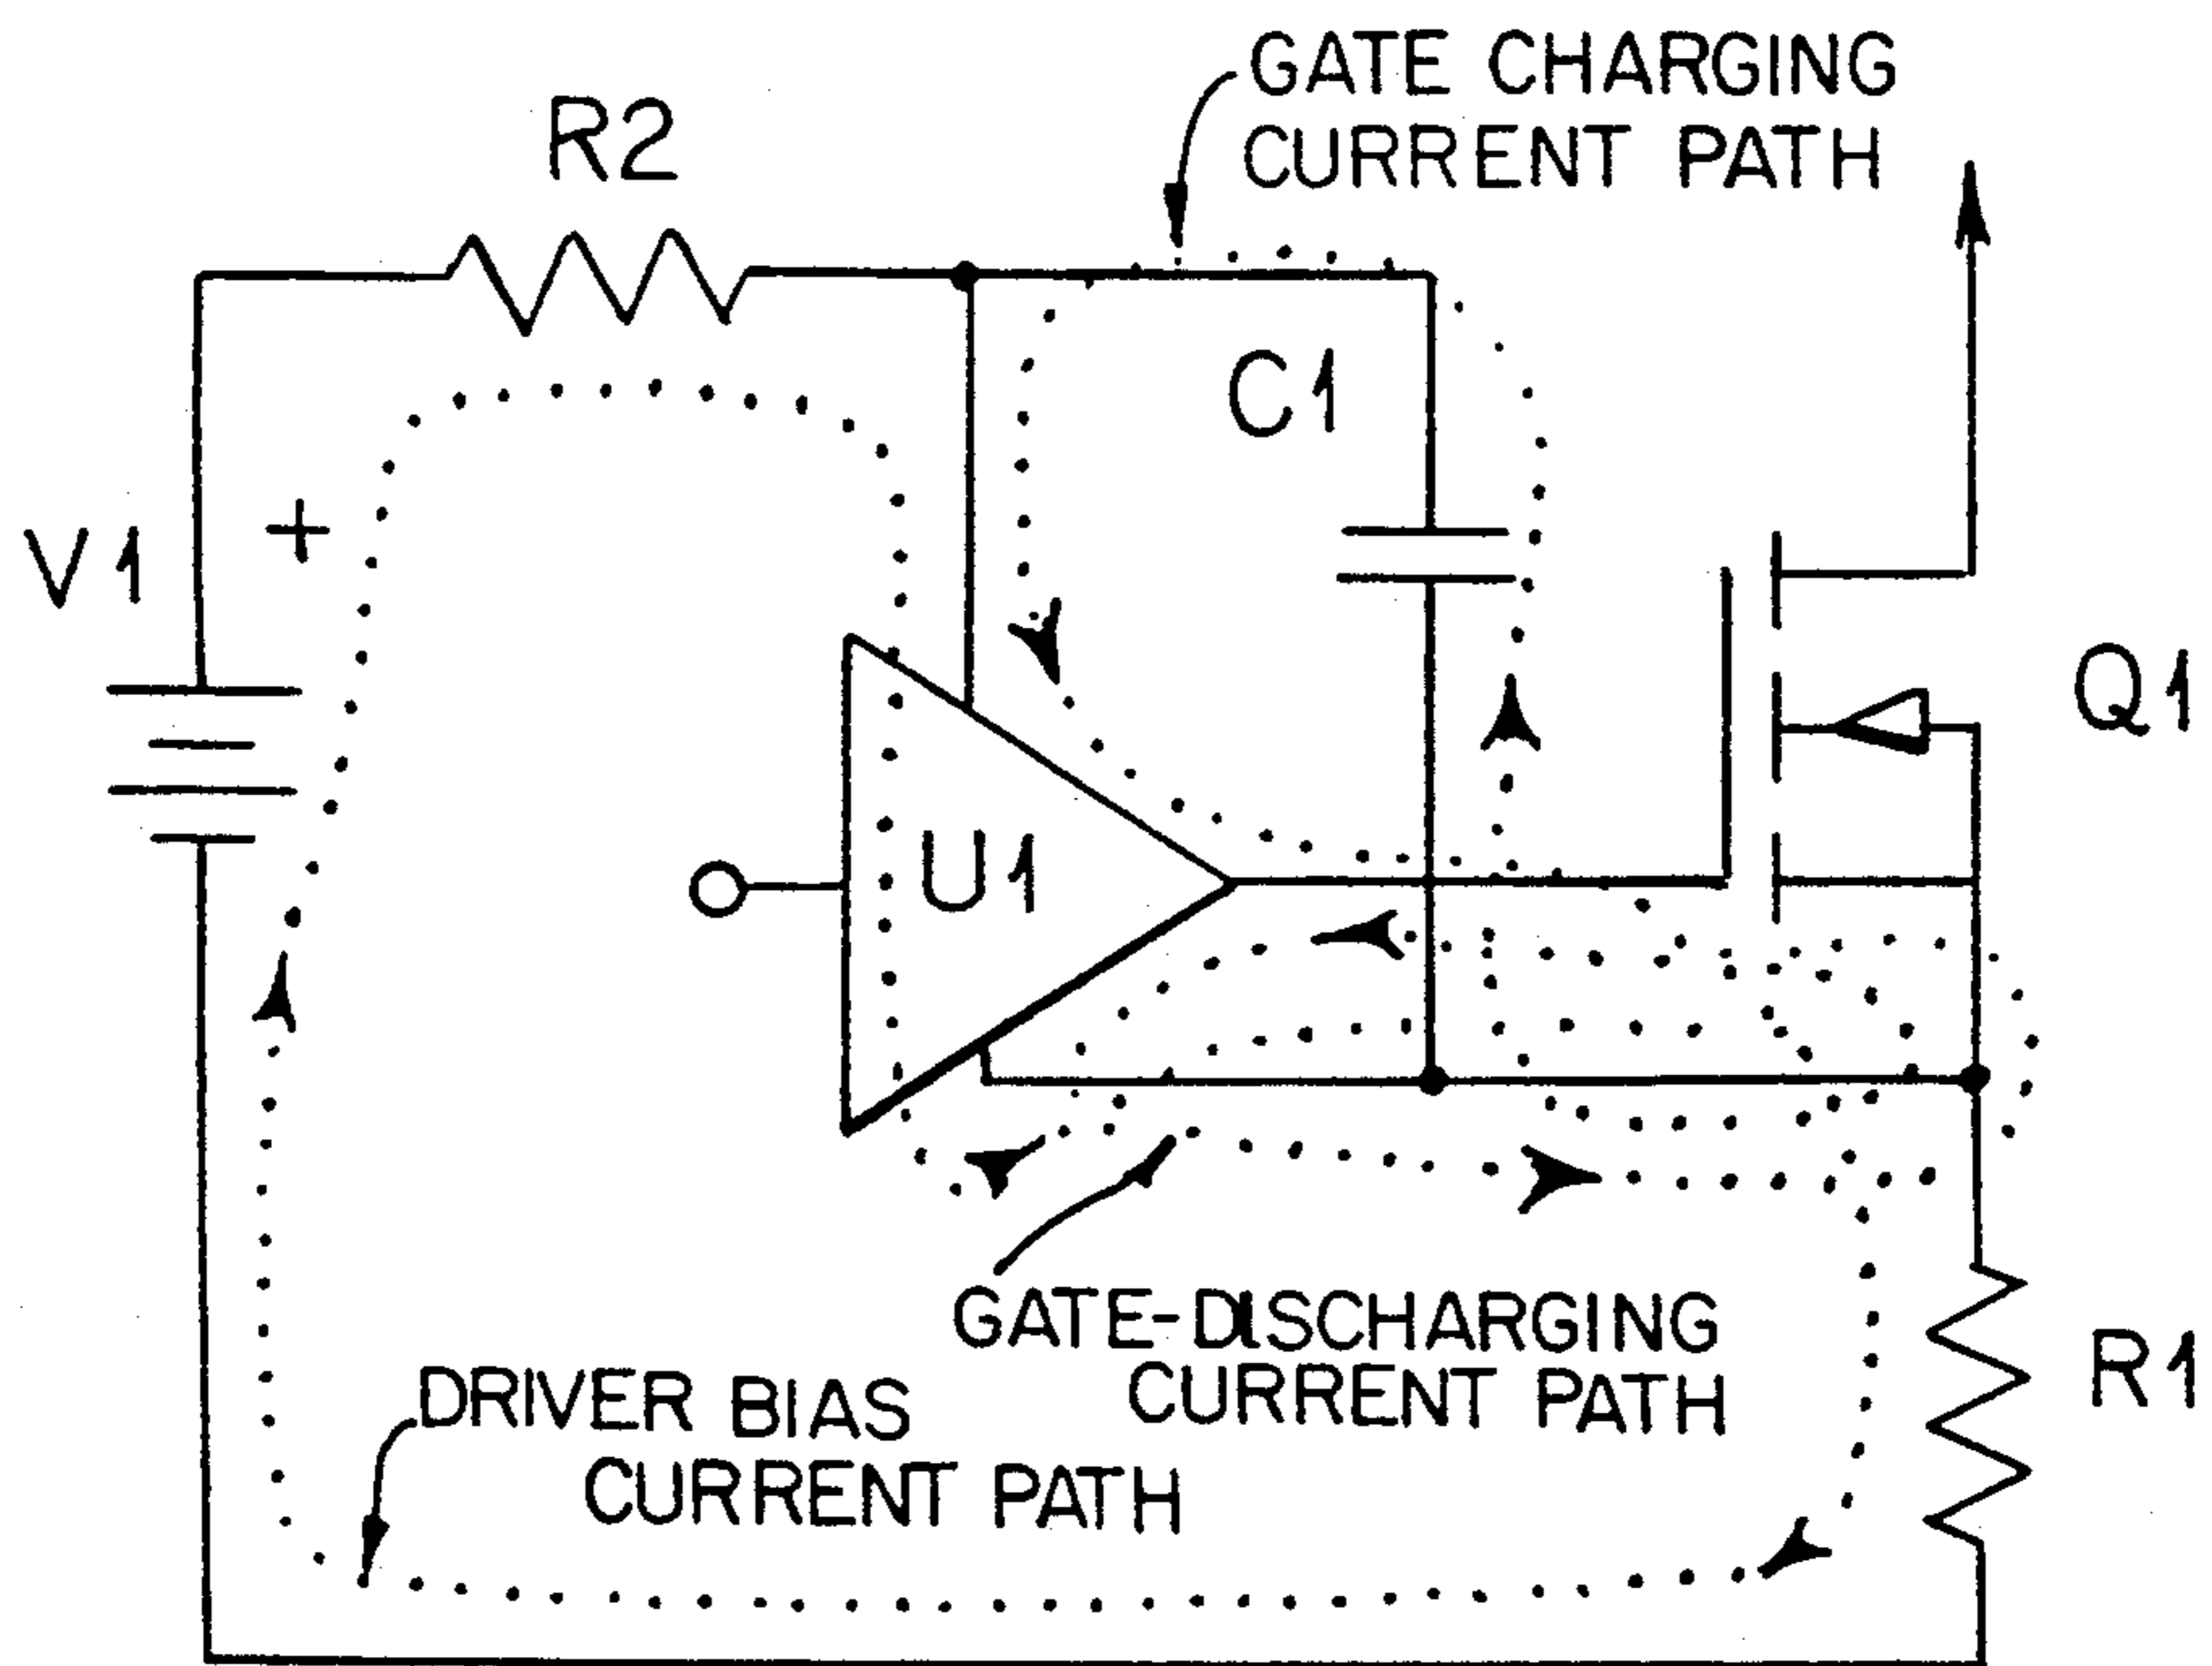 GATE CHARGING
CURRENT PATH
R2
C1
+
V1
Q1
U1
GATE-DISCHARGING
CURRENT PATH
R1
DRIVER BIAS
CURRENT PATH